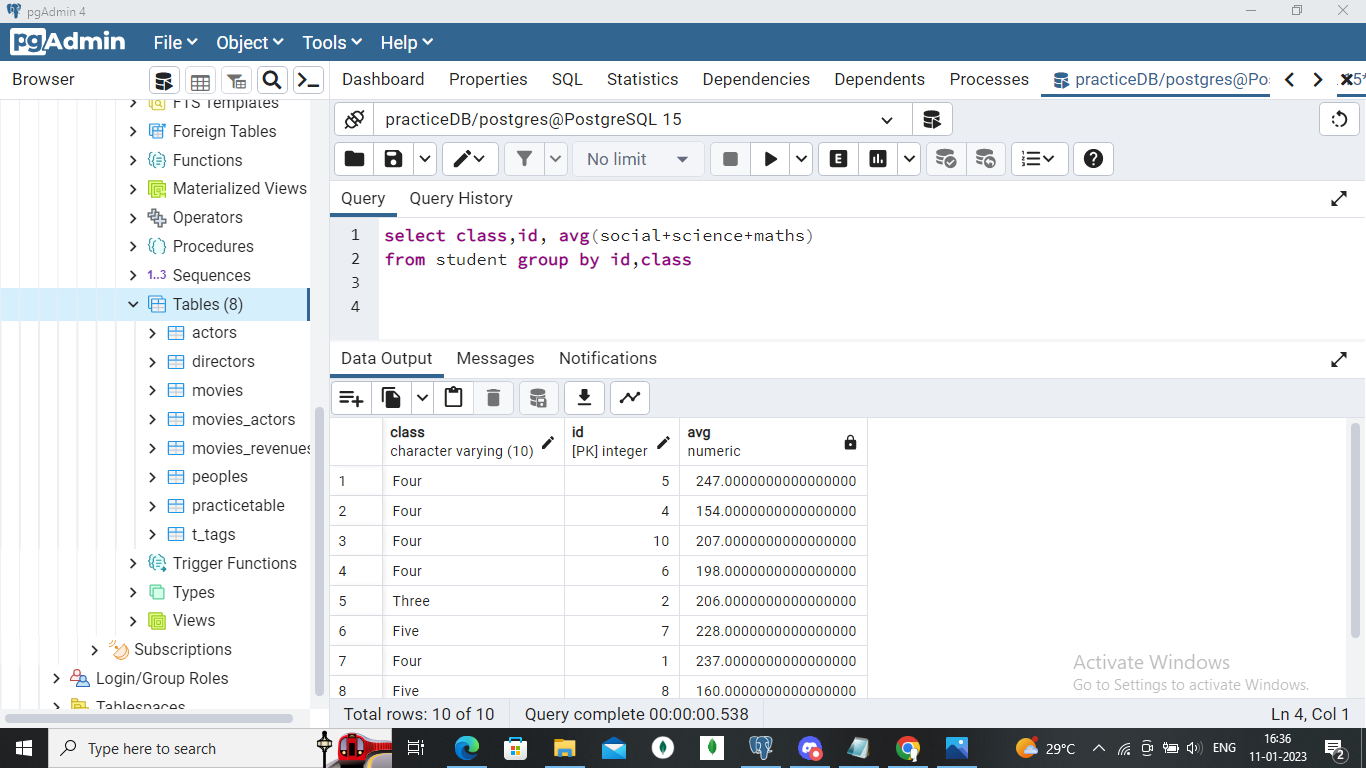 pgAdmin 4
pgAdmin File Object Tools Help
Browser
Dashboard Properties SQL Statistics Dependencies Dependents Processes practiceDB/postgres@Po
FTS Templates
Foreign Tables
Functions
Materialized Views
Operators
Procedures
1..3 Sequences
Tables (8)
actors
directors
movies
movies_actors
movies_revenues
peoples
practicetable
t_tags
Trigger Functions
Types
Views
Subscriptions
Login/Group Roles
Tablespaces
practiceDB/postgres@PostgreSQL 15
No limit E
Query Query History
1 select class,id, avg(social+science+maths)
2 from student group by id,class
3
4
Data Output Messages Notifications
class id avg
character varying (10) [PK] integer numeric
1 Four 5 247.0000000000000000
2 Four 4 154.0000000000000000
3 Four 10 207.0000000000000000
4 Four 6 198.0000000000000000
5 Three 2 206.0000000000000000
6 Five 7 228.0000000000000000
7 Four 1 237.0000000000000000
8 Five 8 160.0000000000000000
Activate Windows
Go to Settings to activate Windows.
Total rows: 10 of 10 Query complete 00:00:00.538 Ln 4, Col 1
Type here to search
29°C ENG
16:36
11-01-2023
2